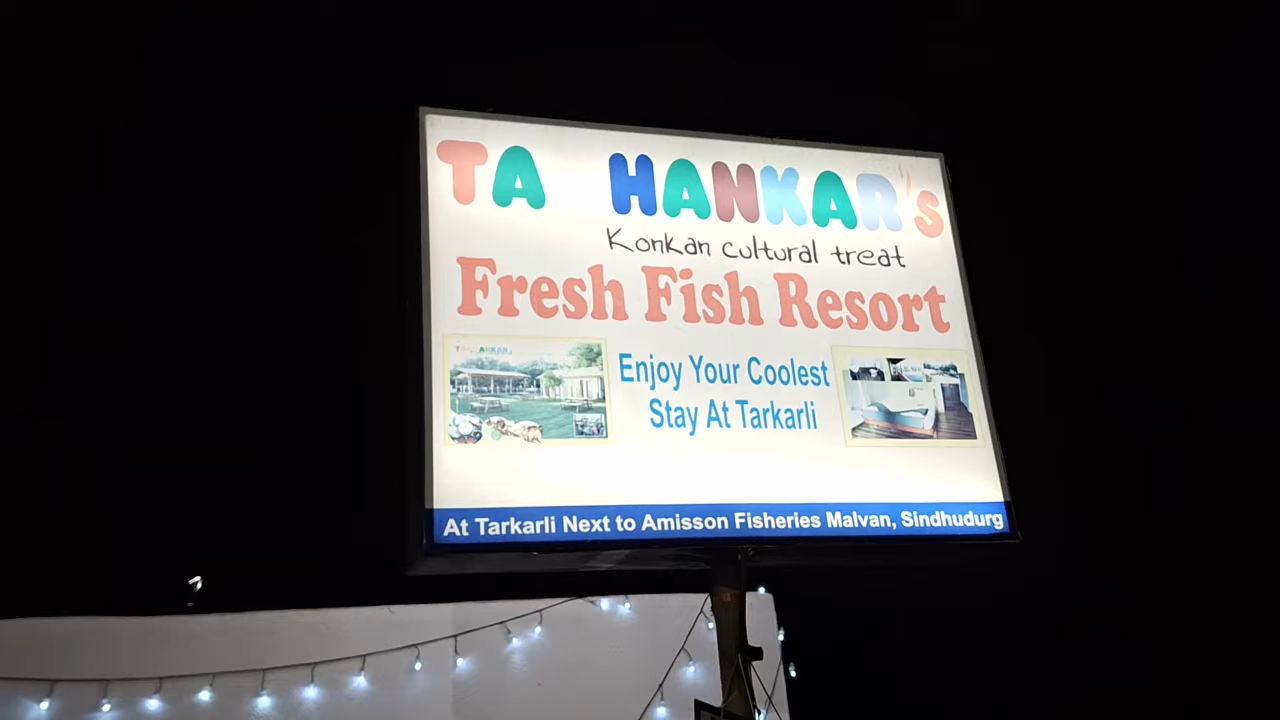 TA HANKAR's
Konkan cultural treat
Fresh Fish Resort
Enjoy Your Coolest
Stay At Tarkarli
At Tarkarli Next to Amisson Fisheries Malvan, Sindhudurg